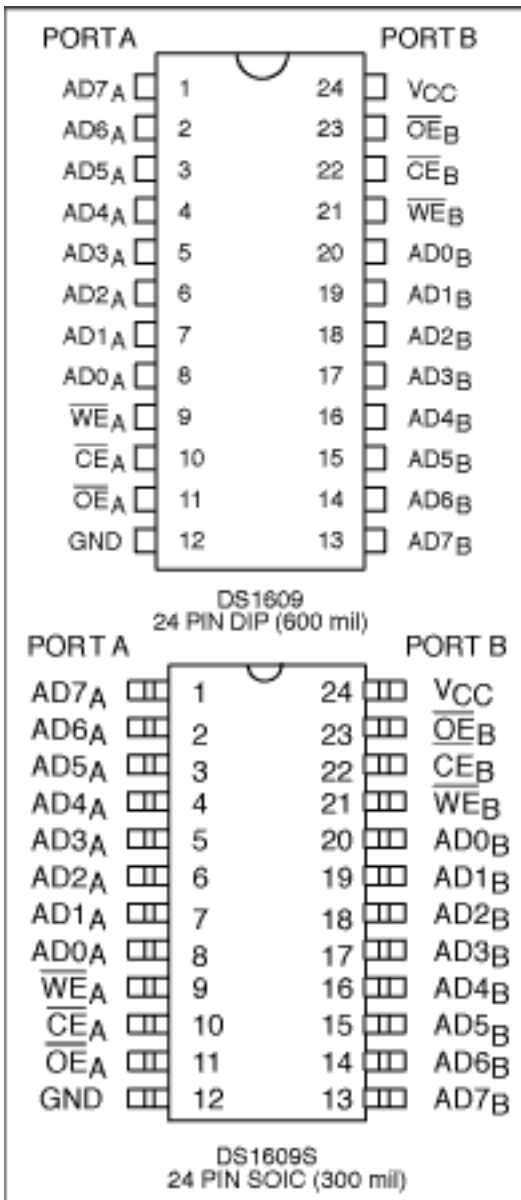 PORT A PORT B
AD7A 1 24 VCC
AD6A 2 23 OEB
AD5A 3 22 CEB
AD4A 4 21 WEB
AD3A 5 20 AD0B
AD2A 6 19 AD1B
AD1A 7 18 AD2B
AD0A 8 17 AD3B
WEA 9 16 AD4B
CEA 10 15 AD5B
OEA 11 14 AD6B
GND 12 13 AD7B
DS1609
24 PIN DIP (600 mil)
PORT A PORT B
AD7A 1 24 VCC
AD6A 2 23 OEB
AD5A 3 22 CEB
AD4A 4 21 WEB
AD3A 5 20 AD0B
AD2A 6 19 AD1B
AD1A 7 18 AD2B
AD0A 8 17 AD3B
WEA 9 16 AD4B
CEA 10 15 AD5B
OEA 11 14 AD6B
GND 12 13 AD7B
DS1609S
24 PIN SOIC (300 mil)